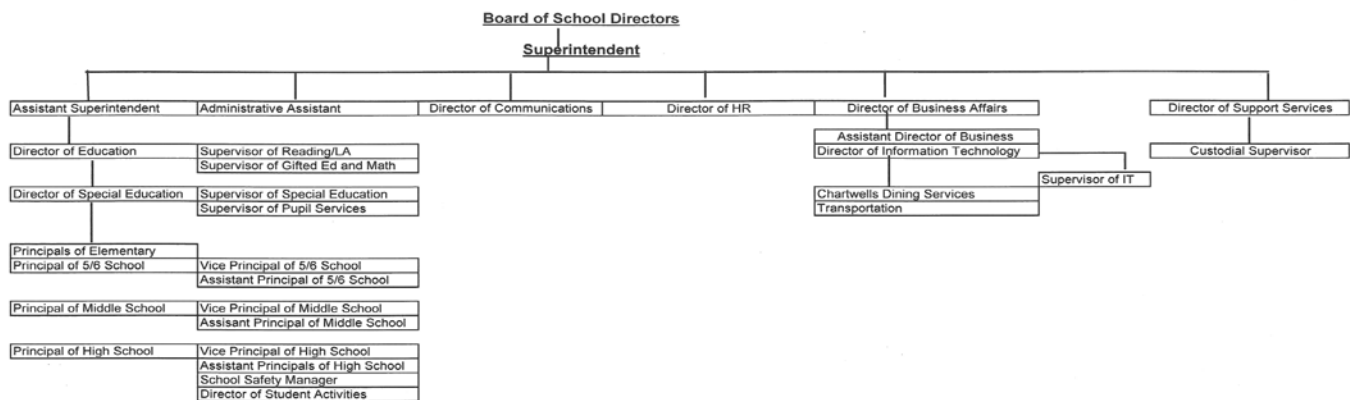 Board of School Directors
Superintendent
Assistant Superintendent
Administrative Assistant
Director of Communications
Director of HR
Director of Business Affairs
Director of Support Services
Assistant Director of Business
Director of Education
Supervisor of Reading/LA
Director of Information Technology
Custodial Supervisor
Supervisor of Gifted Ed and Math
Supervisor of IT
Director of Special Education
Supervisor of Special Education
Chartwells Dining Services
Supervisor of Pupil Services
Transportation
Principals of Elementary
Principal of 5/6 School
Vice Principal of 5/6 School
Assistant Principal of 5/6 School
Principal of Middle School
Vice Principal of Middle School
Assisant Principal of Middle School
Principal of High School
Vice Principal of High School
Assistant Principals of High School
School Safety Manager
Director of Student Activities